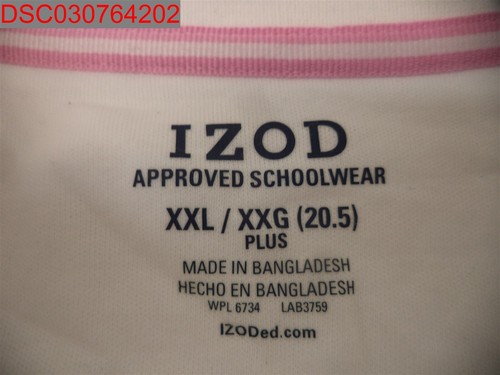 DSC030764202
IZOD
APPROVED SCHOOLWEAR
XXL / XXG (20.5)
PLUS
MADE IN BANGLADESH
HECHO EN BANGLADESH
WPL 6734 LAB3759
IZODed.com